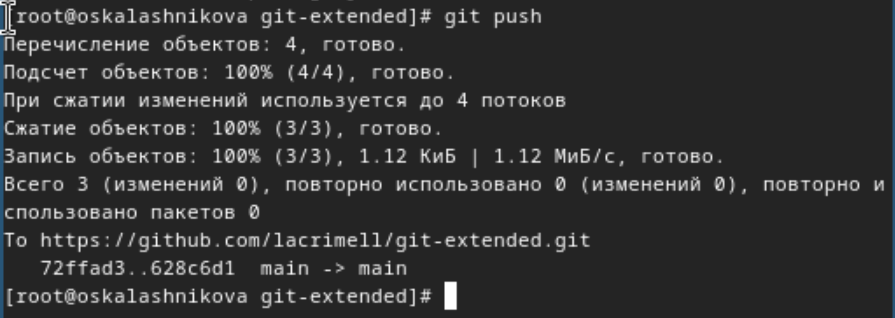 [root@oskalashnikova git-extended]# git push
Перечисление объектов: 4, готово.
Подсчет объектов: 100% (4/4), готово.
При сжатии изменений используется до 4 потоков
Сжатие объектов: 100% (3/3), готово.
Запись объектов: 100% (3/3), 1.12 КиБ | 1.12 МиБ/с, готово.
Всего 3 (изменений 0), повторно использовано 0 (изменений 0), повторно и
спользовано пакетов 0
To https://github.com/lacrimell/git-extended.git
   72ffad3..628c6d1  main -> main
[root@oskalashnikova git-extended]#